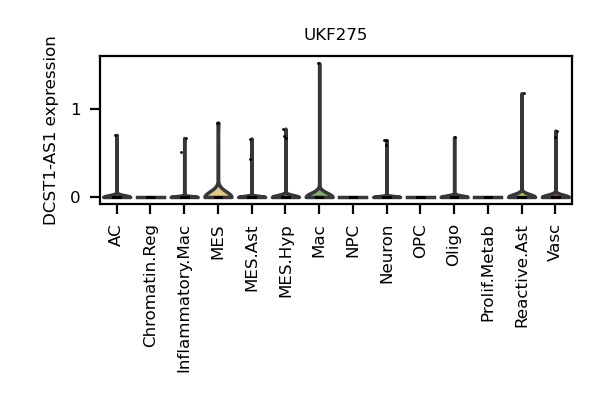 UKF275
DCST1-AS1 expression
1
0
AC
Chromatin.Reg
Inflammatory.Mac
MES
MES.Ast
MES.Hyp
Mac
NPC
Neuron
OPC
Oligo
Prolif.Metab
Reactive.Ast
Vasc